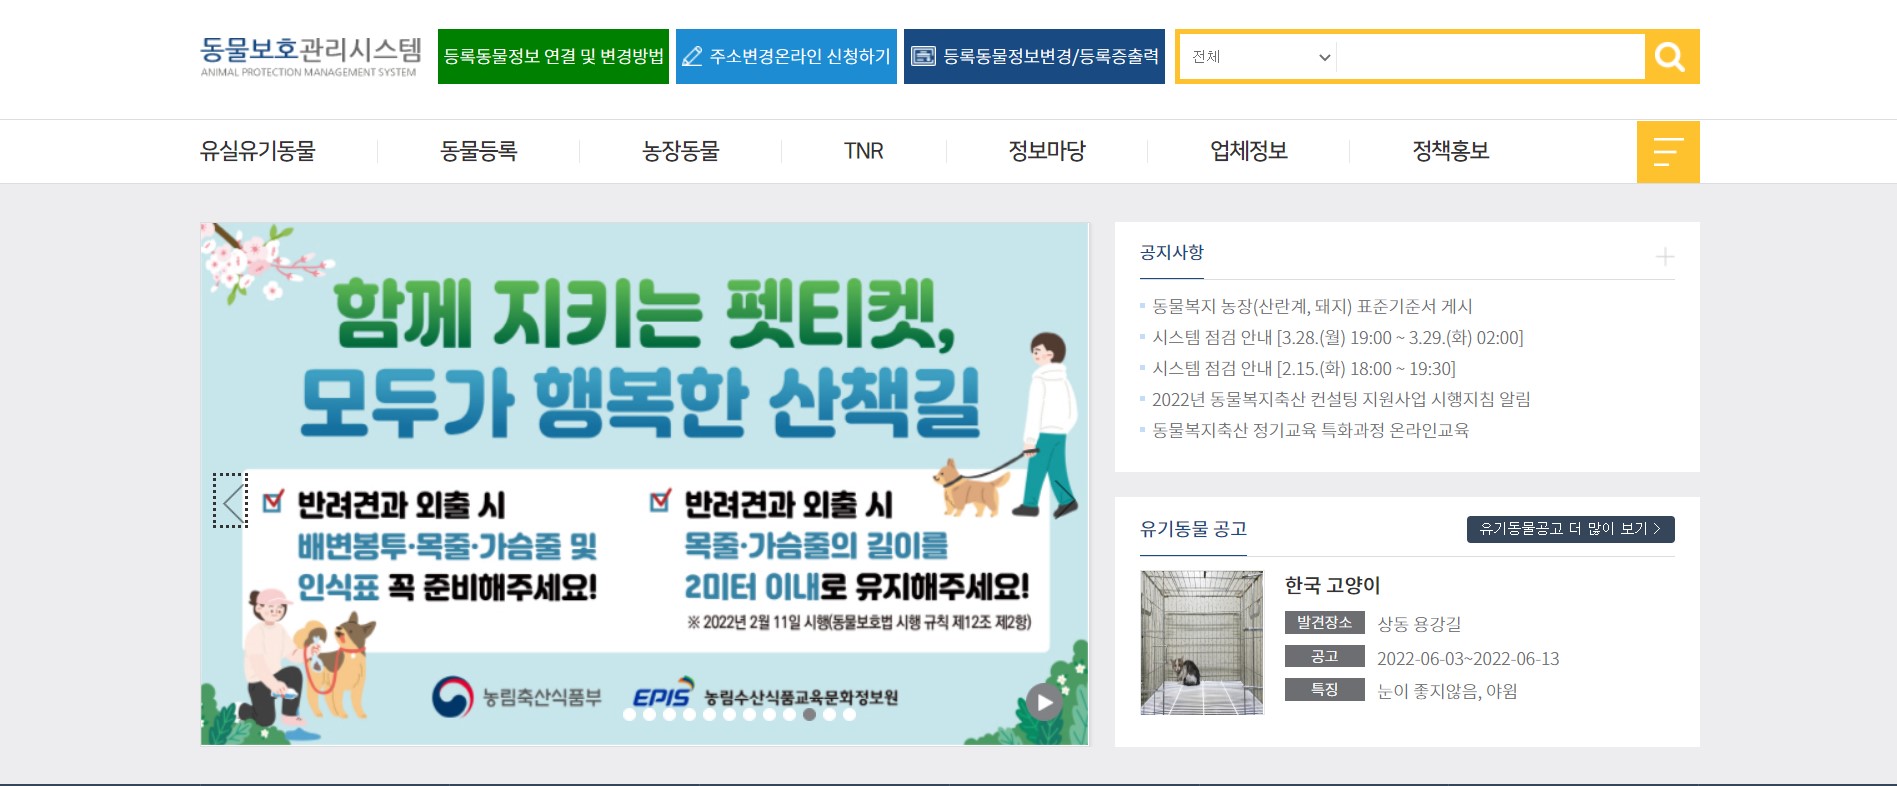 동물보호관리시스템
ANIMAL PROTECTION MANAGEMENT SYSTEM
등록동물정보 연결 및 변경방법
주소변경온라인 신청하기
등록동물정보변경/등록증출력
전체
유실유기동물
동물등록
농장동물
TNR
정보마당
업체정보
정책홍보
함께 지키는 펫티켓,
모두가 행복한 산책길
반려견과 외출 시
배변봉투·목줄·가슴줄 및
인식표 꼭 준비해주세요!
반려견과 외출 시
목줄·가슴줄의 길이를
2미터 이내로 유지해주세요!
※ 2022년 2월 11일 시행(동물보호법 시행 규칙 제12조 제2항)
농림축산식품부
EPIS 농림수산식품교육문화정보원
공지사항
동물복지 농장(산란계, 돼지) 표준기준서 게시
시스템 점검 안내 [3.28.(월) 19:00 ~ 3.29.(화) 02:00]
시스템 점검 안내 [2.15.(화) 18:00 ~ 19:30]
2022년 동물복지축산 컨설팅 지원사업 시행지침 알림
동물복지축산 정기교육 특화과정 온라인교육
유기동물 공고
유기동물공고 더 많이 보기 >
한국 고양이
발견장소 상동 용강길
공고 2022-06-03~2022-06-13
특징 눈이 좋지않음, 야윔